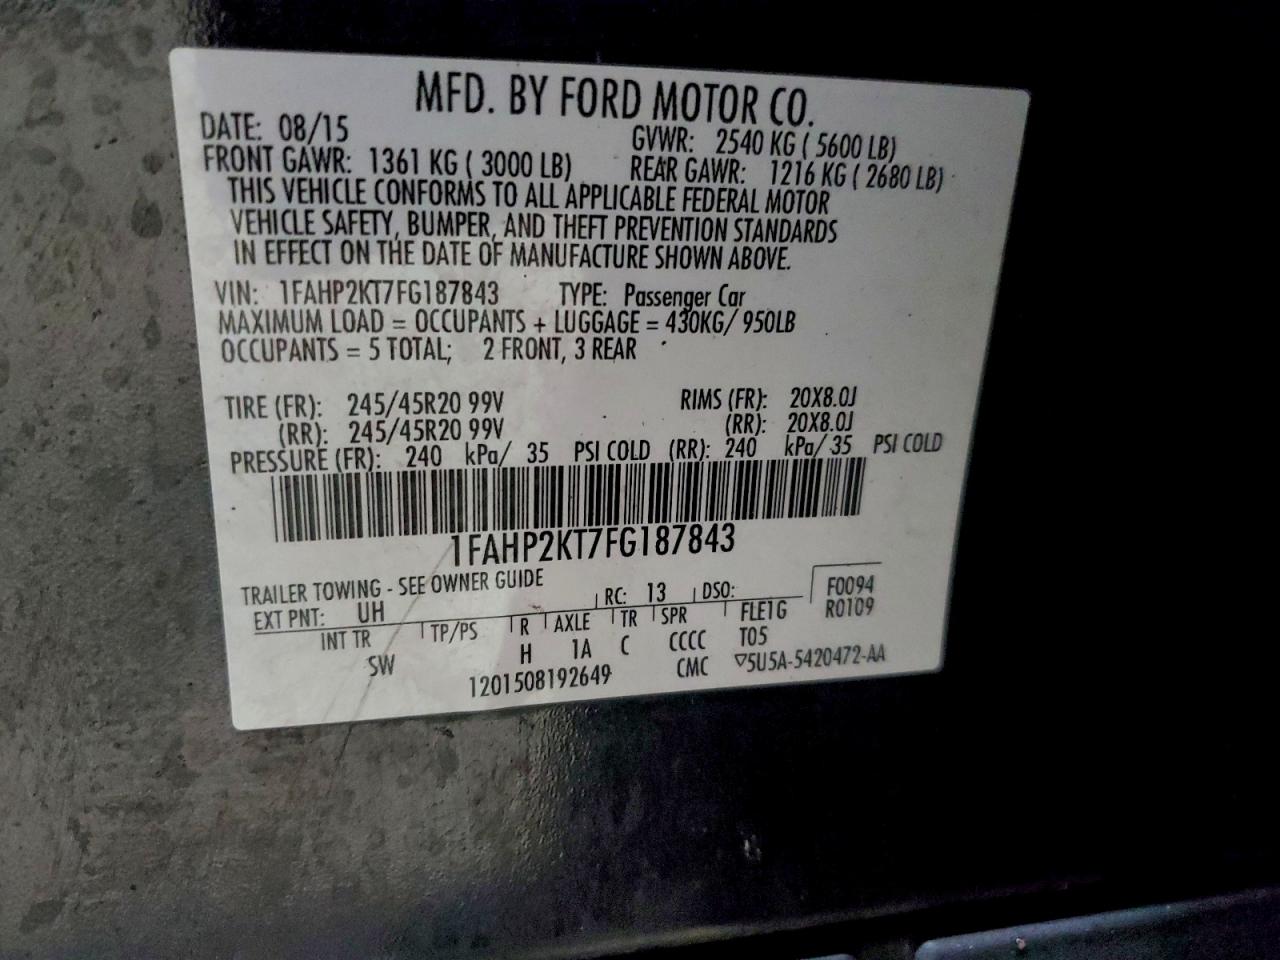 MFD. BY FORD MOTOR CO.
DATE: 08/15 GVWR: 2540 KG ( 5600 LB)
FRONT GAWR: 1361 KG ( 3000 LB) REAR GAWR: 1216 KG ( 2680 LB)
THIS VEHICLE CONFORMS TO ALL APPLICABLE FEDERAL MOTOR
VEHICLE SAFETY, BUMPER, AND THEFT PREVENTION STANDARDS
IN EFFECT ON THE DATE OF MANUFACTURE SHOWN ABOVE.
VIN: 1FAHP2KT7FG187843 TYPE: Passenger Car
MAXIMUM LOAD = OCCUPANTS + LUGGAGE = 430KG/ 950LB
OCCUPANTS = 5 TOTAL; 2 FRONT, 3 REAR
TIRE (FR): 245/45R20 99V RIMS (FR): 20X8.0J
(RR): 245/45R20 99V (RR): 20X8.0J
PRESSURE (FR): 240 kPa/ 35 PSI COLD (RR): 240 kPa/ 35 PSI COLD
1FAHP2KT7FG187843
TRAILER TOWING - SEE OWNER GUIDE
EXT PNT: UH RC: 13 DSO: F0094
INT TR TP/PS R AXLE TR SPR FLE1G R0109
SW H 1A C CCCC T05
1201508192649 CMC 5U5A-5420472-AA